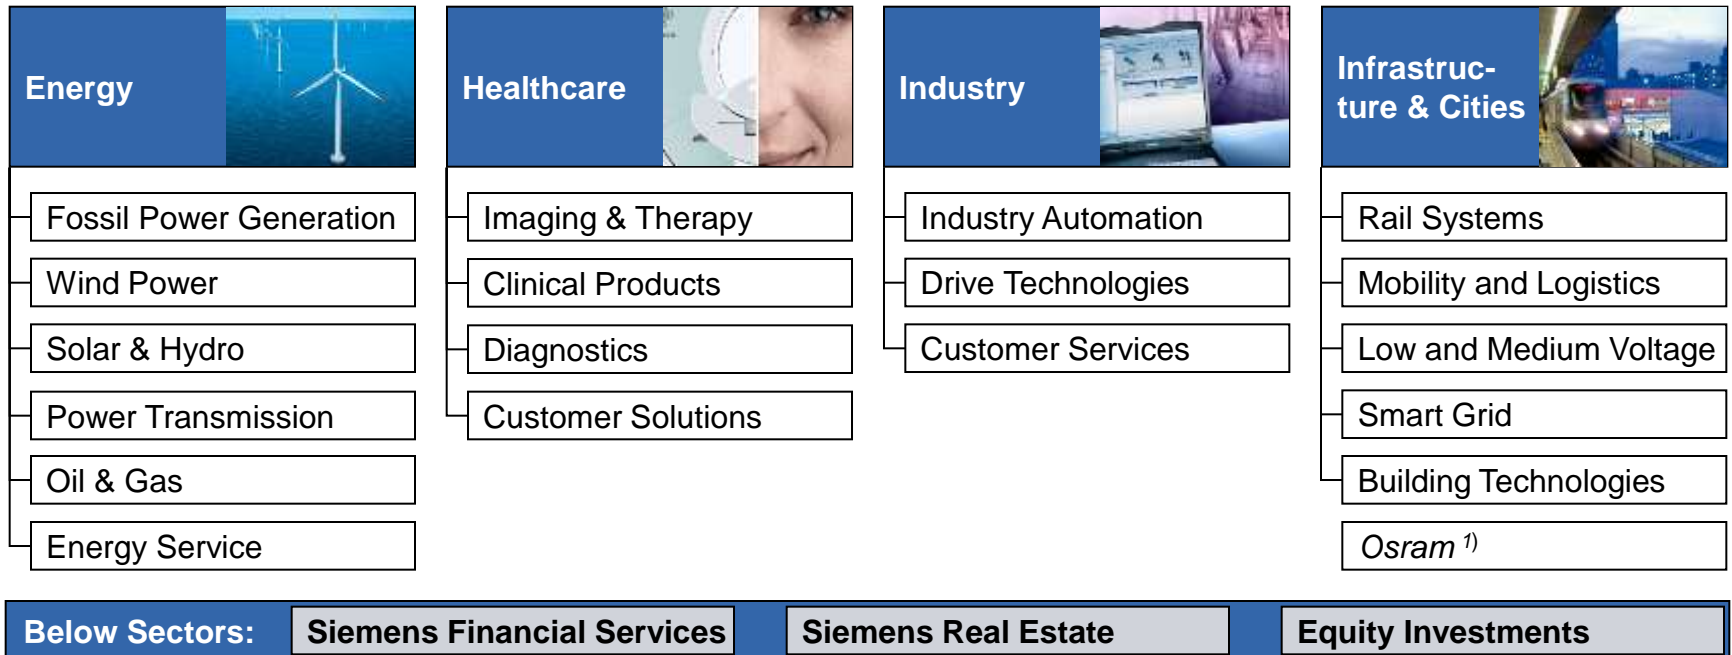 Energy
Fossil Power Generation
Wind Power
Solar & Hydro
Power Transmission
Oil & Gas
Energy Service
Healthcare
Imaging & Therapy
Clinical Products
Diagnostics
Customer Solutions
Industry
Industry Automation
Drive Technologies
Customer Services
Infrastruc-
ture & Cities
Rail Systems
Mobility and Logistics
Low and Medium Voltage
Smart Grid
Building Technologies
Osram 1)
Below Sectors:
Siemens Financial Services
Siemens Real Estate
Equity Investments